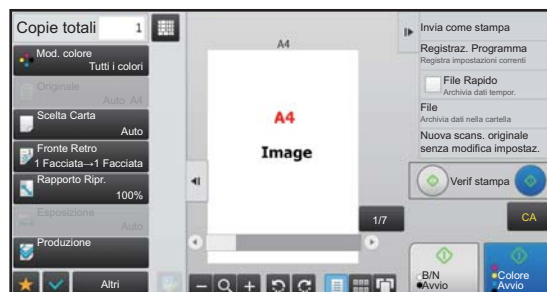 Copie totali 1
Mod. colore
Tutti i colori
Originale
Auto A4
Scelta Carta
Auto
Fronte Retro
1 Facciata→1 Facciata
Rapporto Ripr.
100%
Esposizione
Auto
Produzione
Altri
A4
A4
Image
1/7
Invia come stampa
Registraz. Programma
Registra impostazioni correnti
File Rapido
Archivia dati tempor.
File
Archivia dati nella cartella
Nuova scans. originale
senza modifica impostaz.
Verif stampa
CA
B/N
Avvio
Colore
Avvio